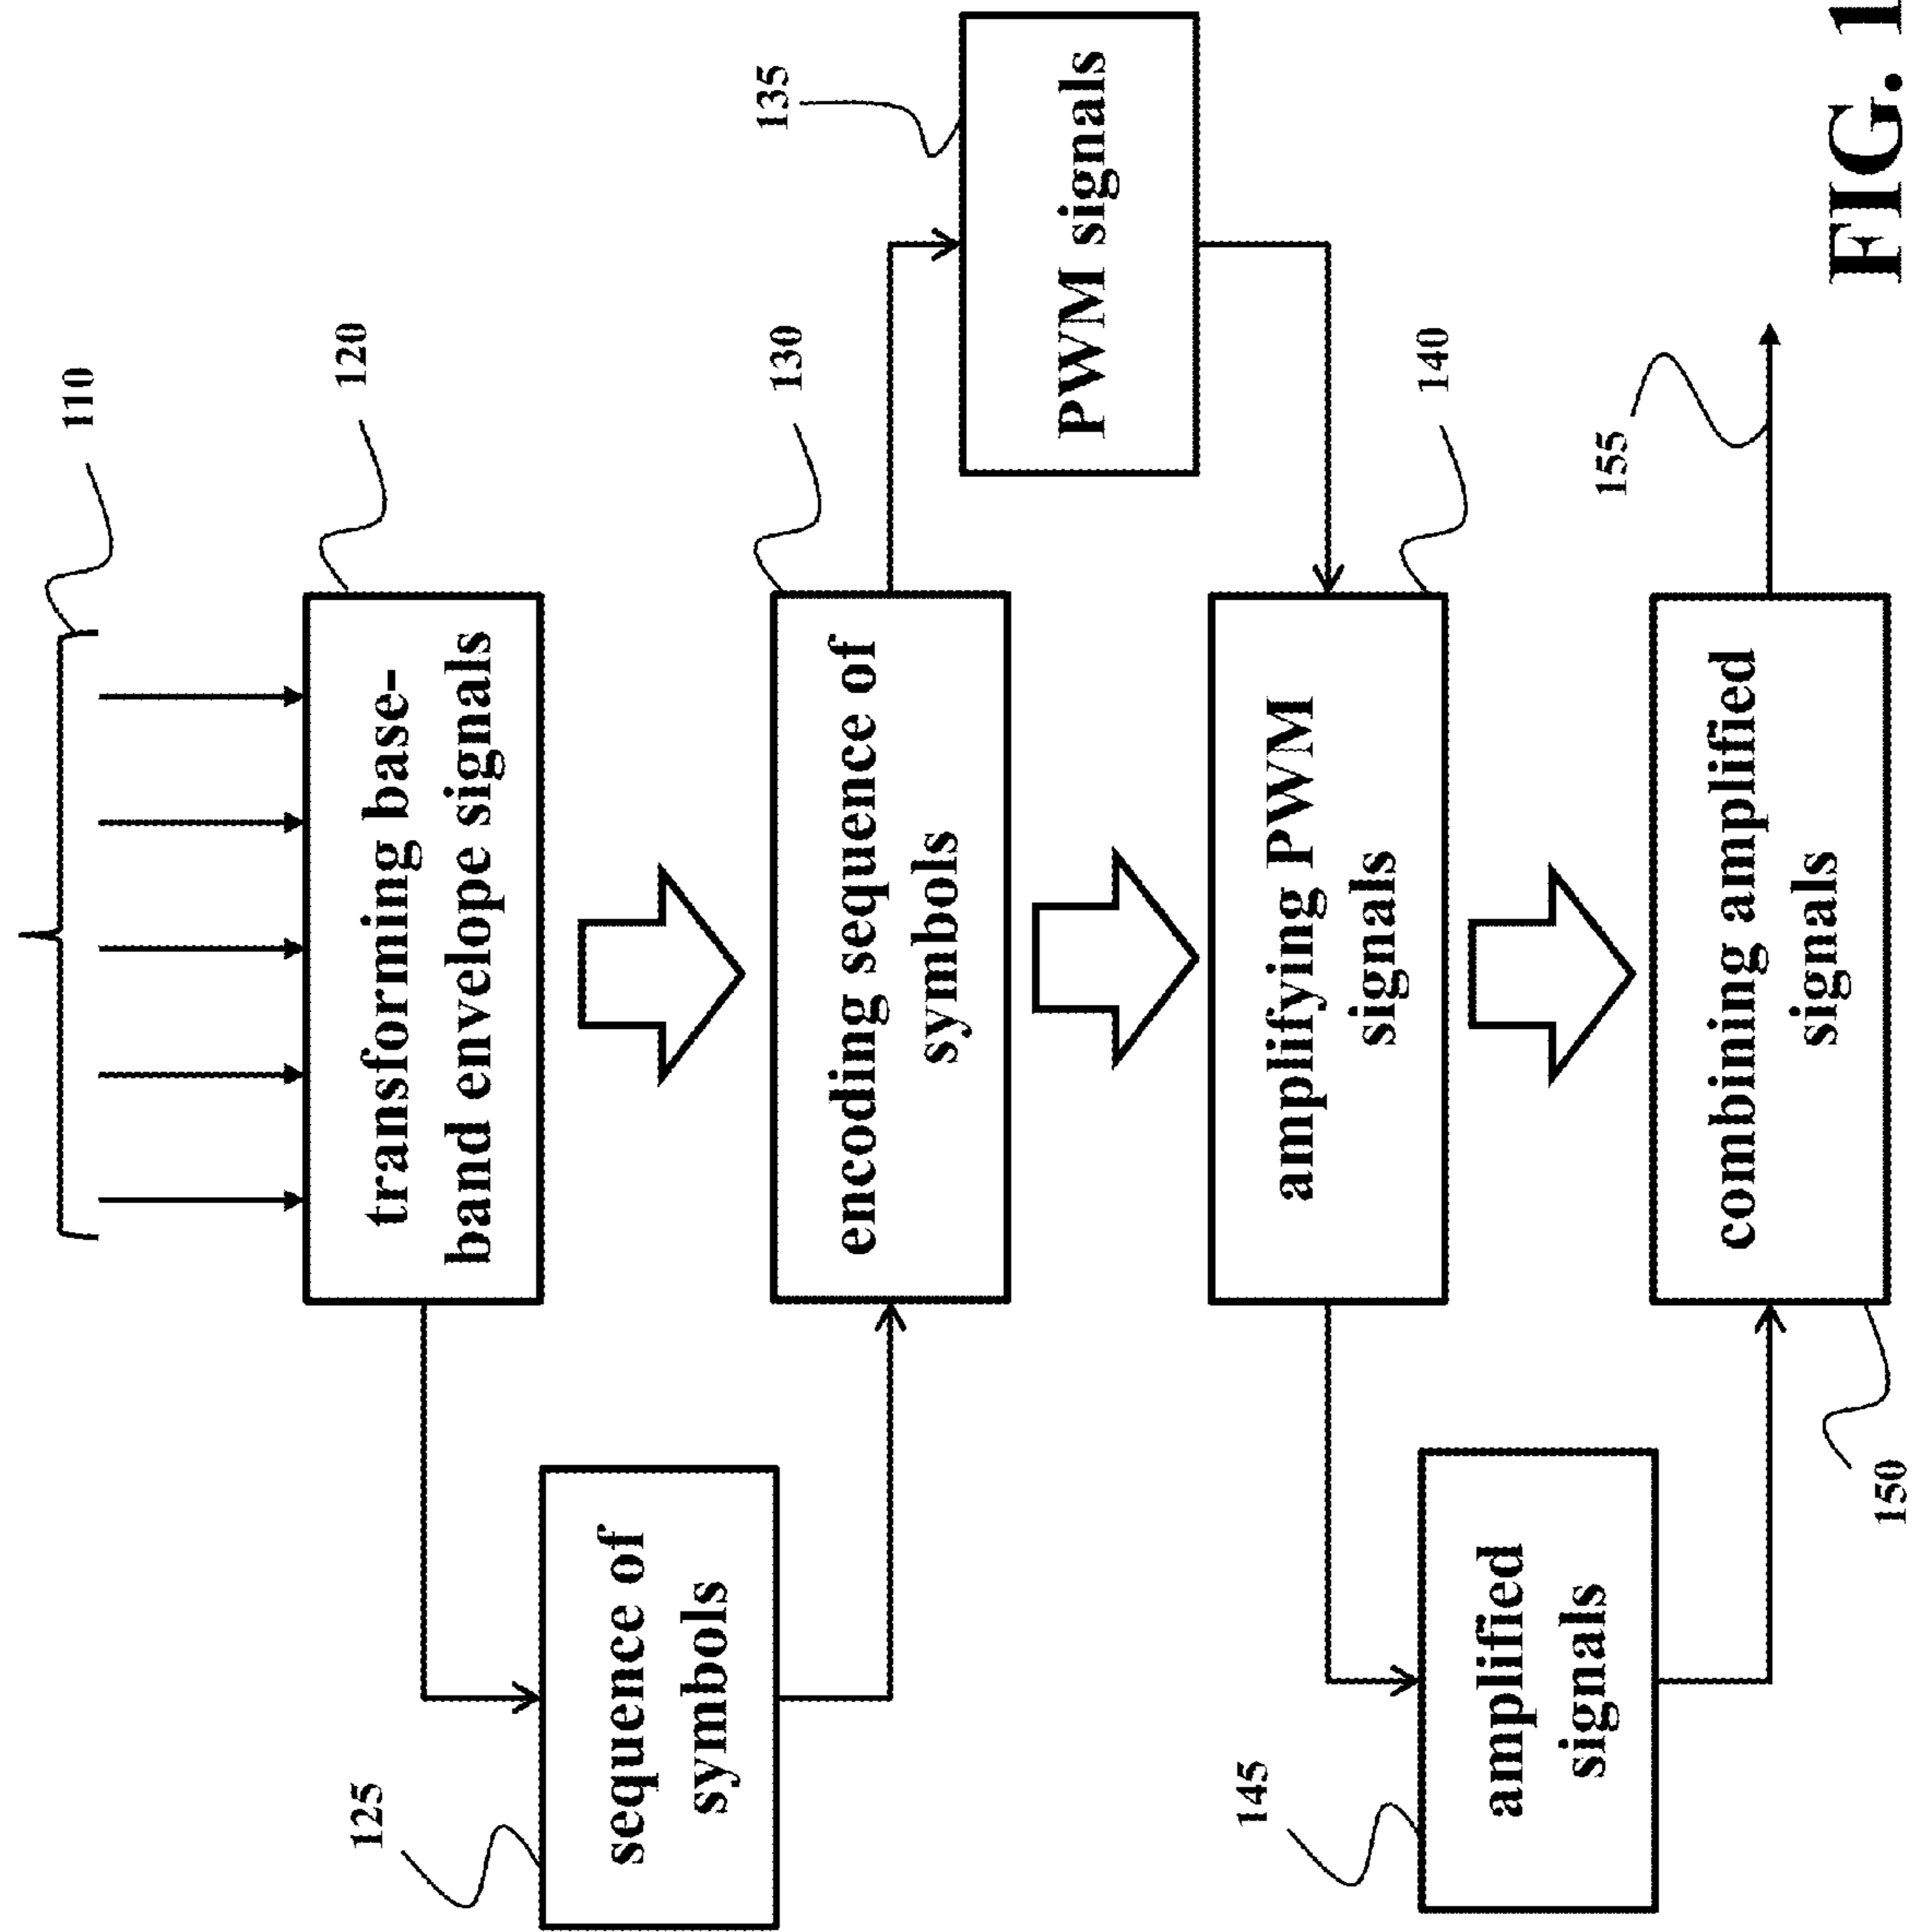 110
120
transforming base-
band envelope signals
125
sequence of
symbols
130
encoding sequence of
symbols
135
PWM signals
140
amplifying PWM
signals
145
amplified
signals
155
combining amplified
signals
150
FIG. 1